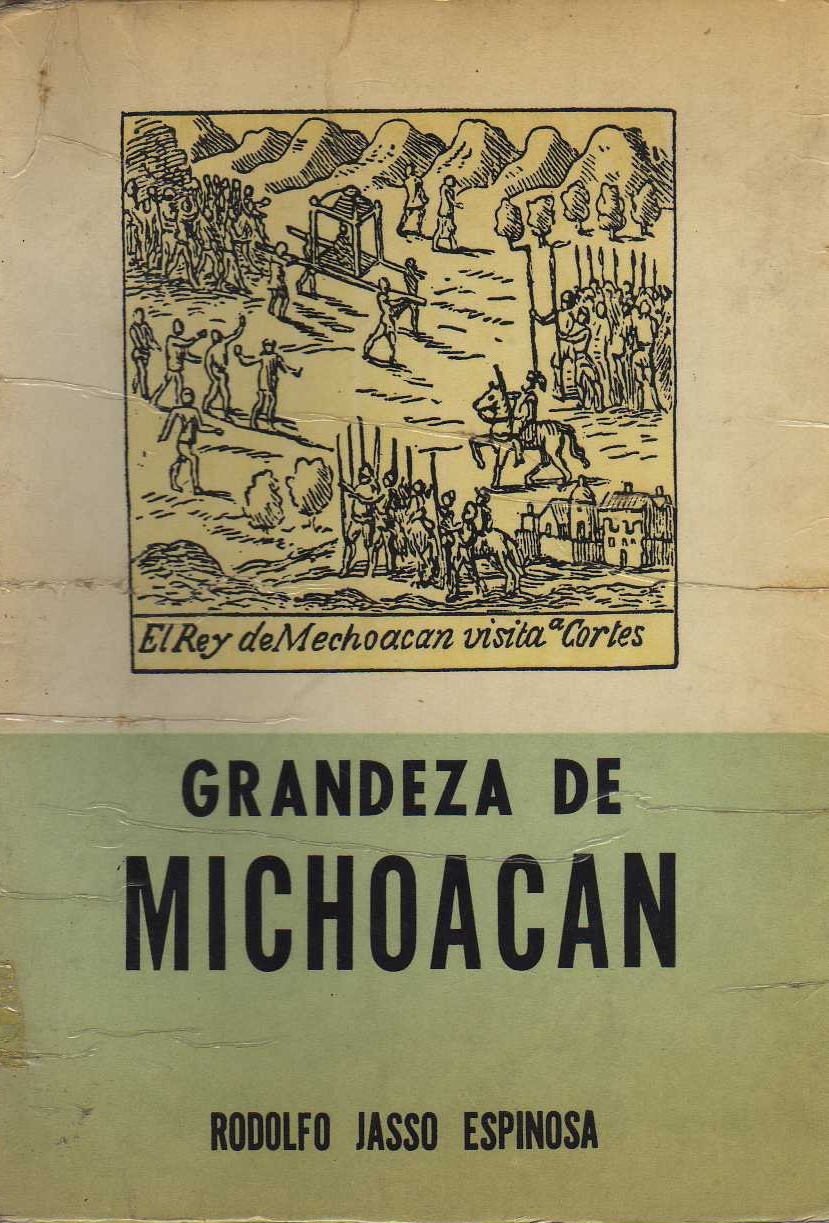 El Rey de Mechoacan visita ª Cortes
GRANDEZA DE
MICHOACAN
RODOLFO JASSO ESPINOSA